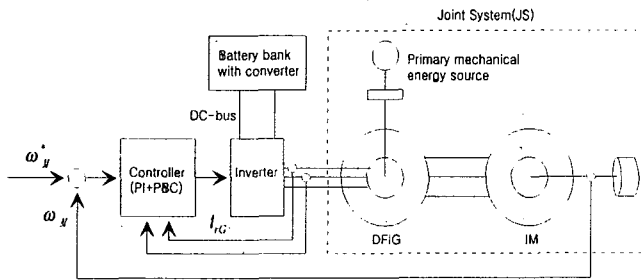 Joint System(JS)
Battery bank
with converter
Primary mechanical
energy source
DC-bus
ω*
Controller
(PI+PBC)
Inverter
ω
DFIG
IM